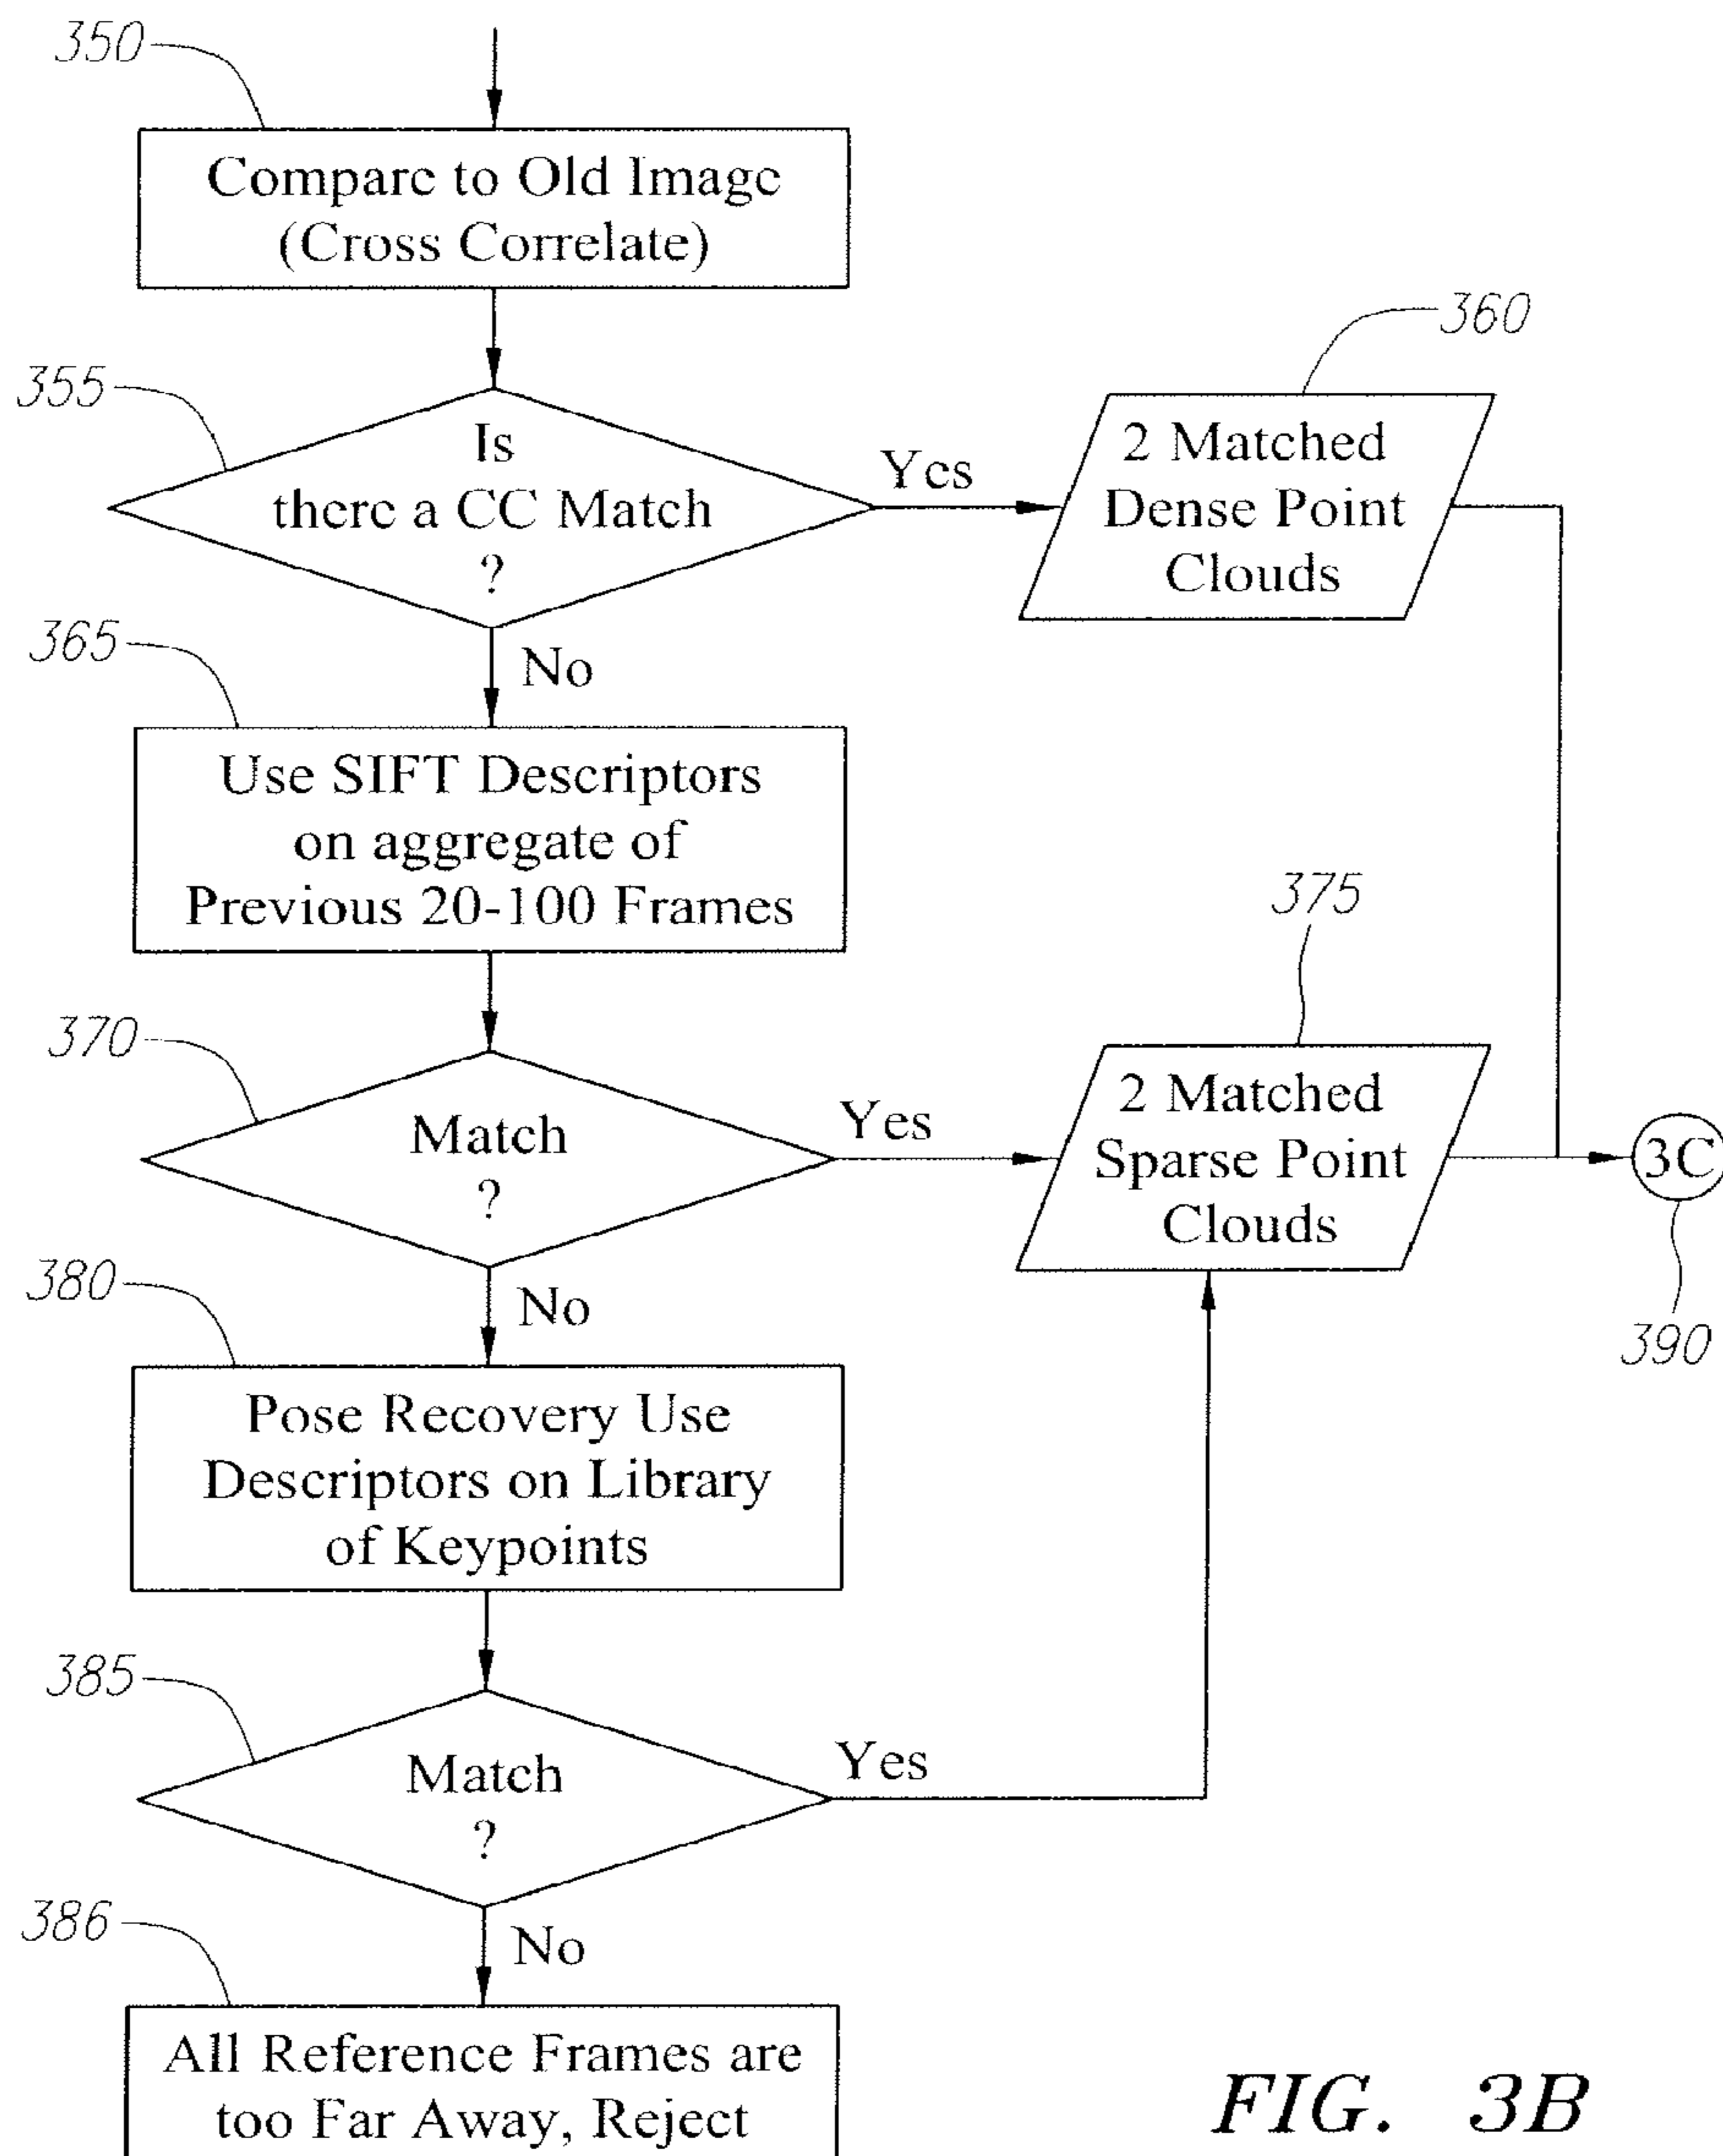 350
Compare to Old Image
(Cross Correlate)
360
355
Is
there a CC Match
?
Yes
2 Matched
Dense Point
Clouds
365
No
Use SIFT Descriptors
on aggregate of
Previous 20-100 Frames
375
370
Match
?
Yes
2 Matched
Sparse Point
Clouds
3C
390
380
No
Pose Recovery Use
Descriptors on Library
of Keypoints
385
Match
?
Yes
386
No
All Reference Frames are
too Far Away, Reject
FIG. 3B